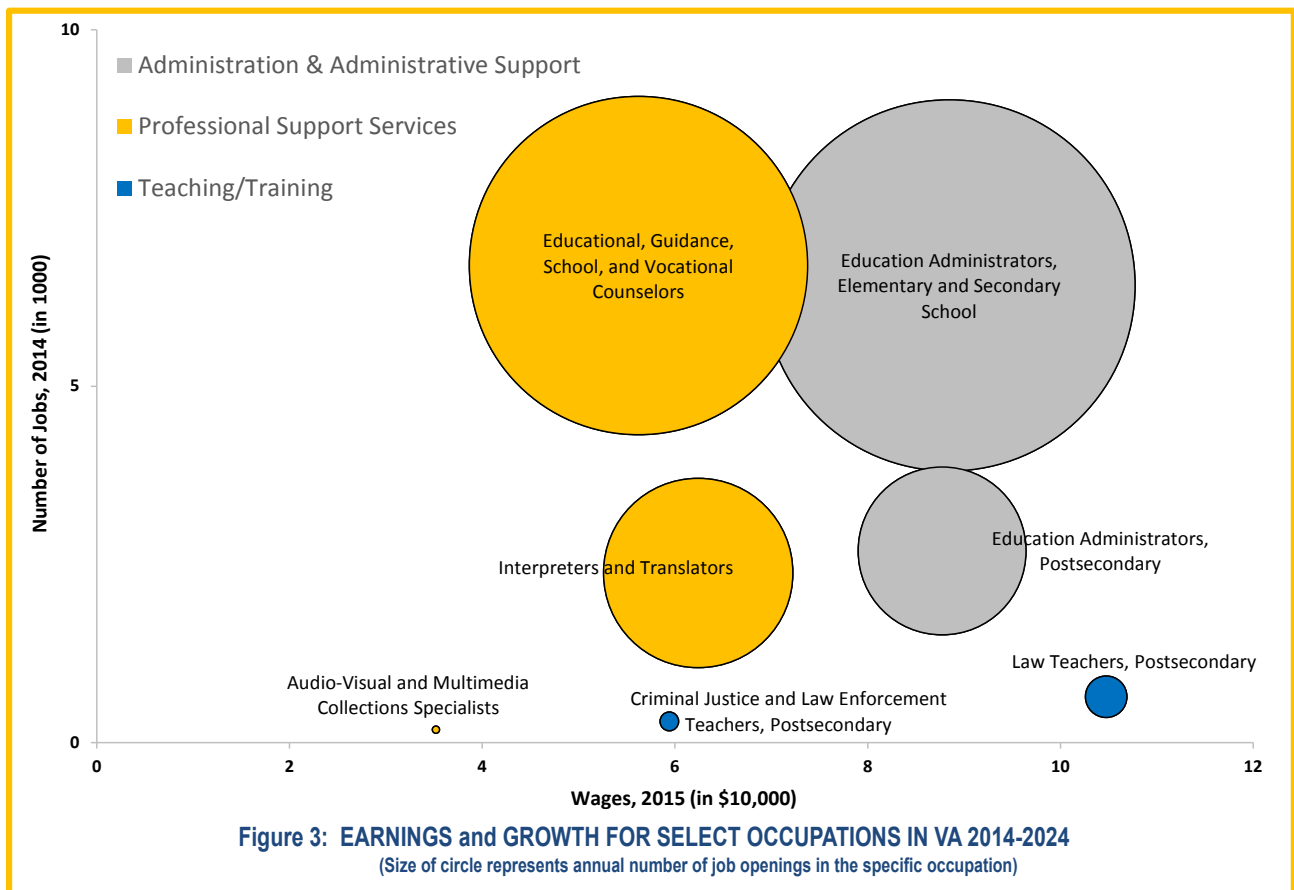 10
Administration & Administrative Support
Professional Support Services
Teaching/Training
Educational, Guidance,
School, and Vocational
Counselors
Education Administrators,
Elementary and Secondary
School
Number of Jobs, 2014 (in 1000)
5
Education Administrators,
Postsecondary
Interpreters and Translators
Law Teachers, Postsecondary
Audio-Visual and Multimedia
Collections Specialists
Criminal Justice and Law Enforcement
Teachers, Postsecondary
0
0 2 4 6 8 10 12
Wages, 2015 (in $10,000)
Figure 3: EARNINGS and GROWTH FOR SELECT OCCUPATIONS IN VA 2014-2024
(Size of circle represents annual number of job openings in the specific occupation)